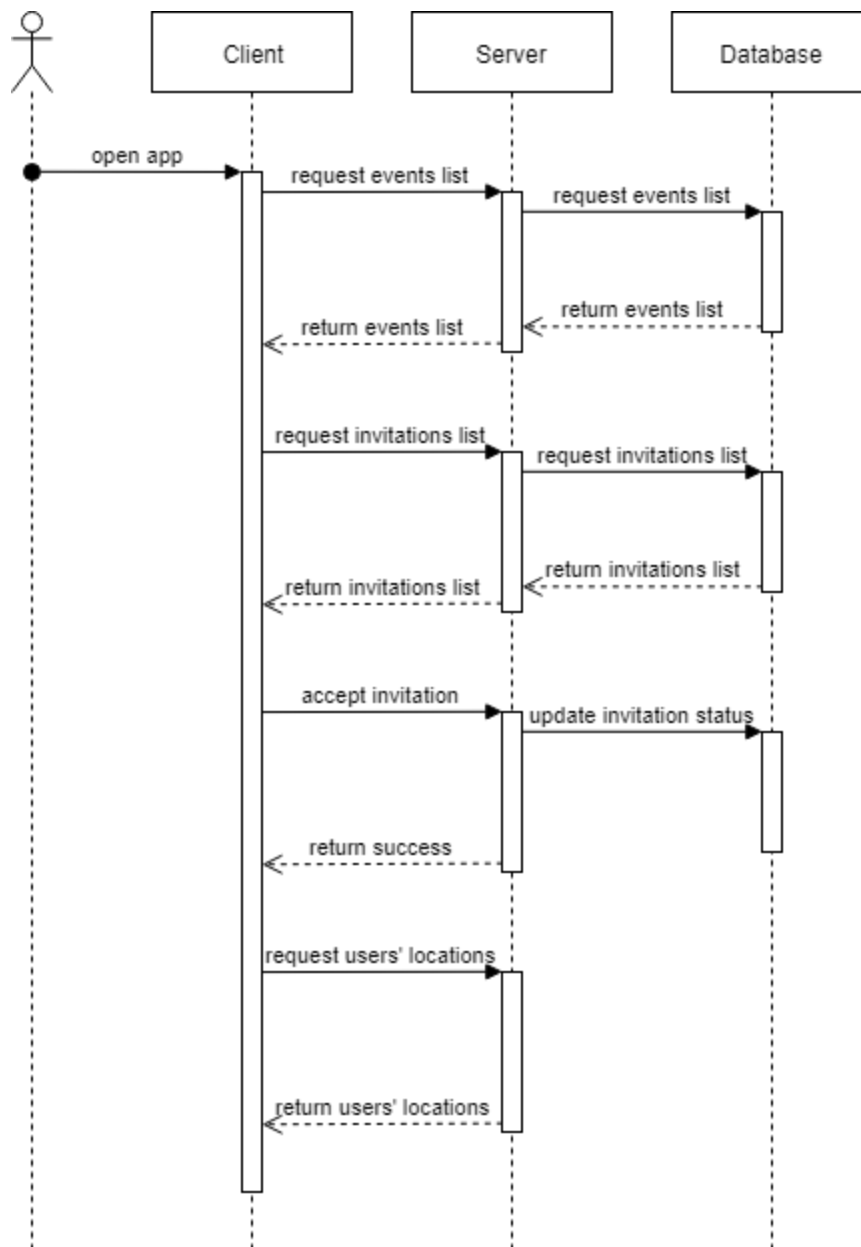 Client
Server
Database
open app
request events list
request events list
return events list
return events list
request invitations list
request invitations list
return invitations list
return invitations list
accept invitation
update invitation status
return success
request users' locations
return users' locations